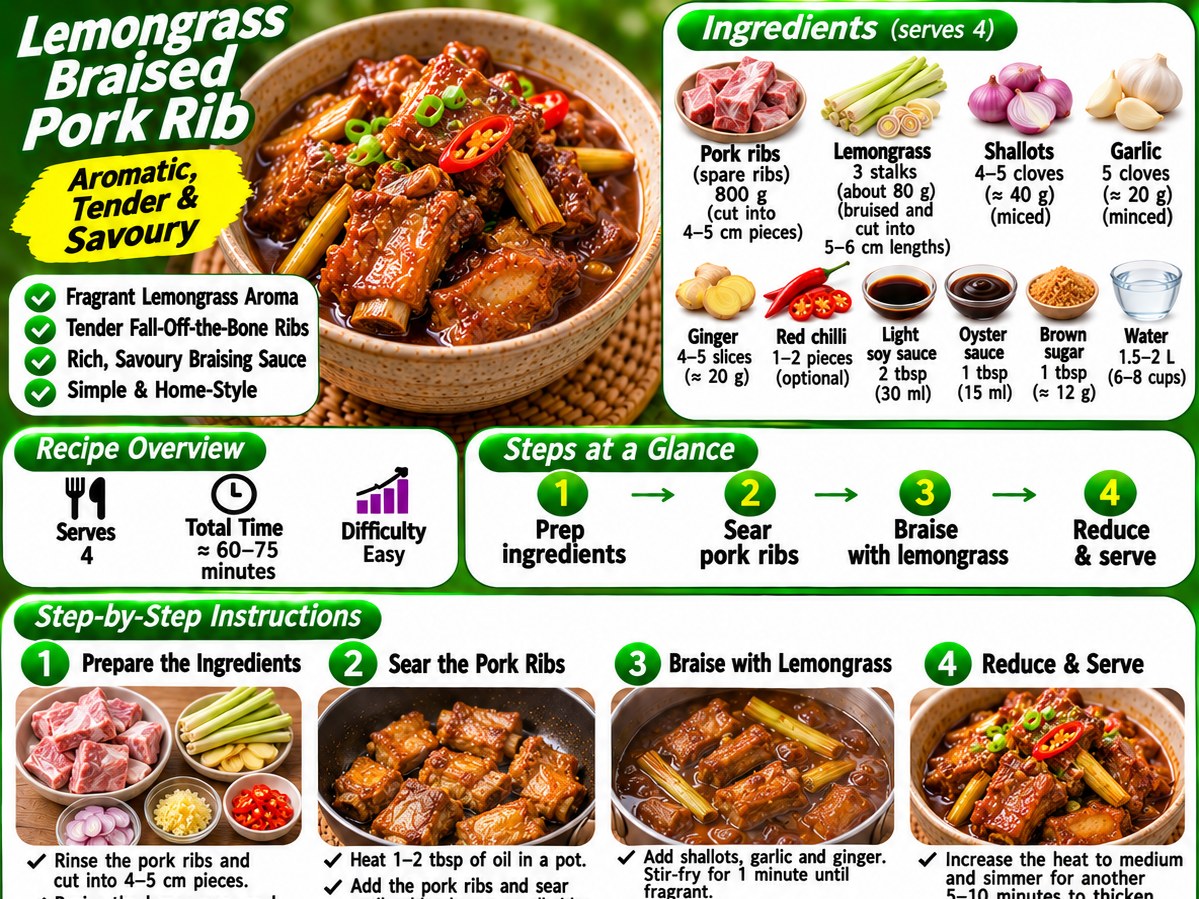 Lemongrass
Braised
Pork Rib
Aromatic,
Tender &
Savoury
Fragrant Lemongrass Aroma
Tender Fall-Off-the-Bone Ribs
Rich, Savoury Braising Sauce
Simple & Home-Style
Ingredients (serves 4)
Pork ribs
(spare ribs)
800 g
(cut into
4–5 cm pieces)
Lemongrass
3 stalks
(about 80 g)
(bruised and
cut into
5–6 cm lengths)
Shallots
4–5 cloves
(≈ 40 g)
(miced)
Garlic
5 cloves
(≈ 20 g)
(minced)
Ginger
4–5 slices
(≈ 20 g)
Red chilli
1–2 pieces
(optional)
Light
soy sauce
2 tbsp
(30 ml)
Oyster
sauce
1 tbsp
(15 ml)
Brown
sugar
1 tbsp
(≈ 12 g)
Water
1.5–2 L
(6–8 cups)
Recipe Overview
Serves
4
Total Time
≈ 60–75
minutes
Difficulty
Easy
Steps at a Glance
1
Prep
ingredients
2
Sear
pork ribs
3
Braise
with lemongrass
4
Reduce
& serve
Step-by-Step Instructions
1 Prepare the Ingredients
Rinse the pork ribs and
cut into 4–5 cm pieces.
2 Sear the Pork Ribs
Heat 1–2 tbsp of oil in a pot.
Add the pork ribs and sear
3 Braise with Lemongrass
Add shallots, garlic and ginger.
Stir-fry for 1 minute until
fragrant.
4 Reduce & Serve
Increase the heat to medium
and simmer for another
5–10 minutes to thicken